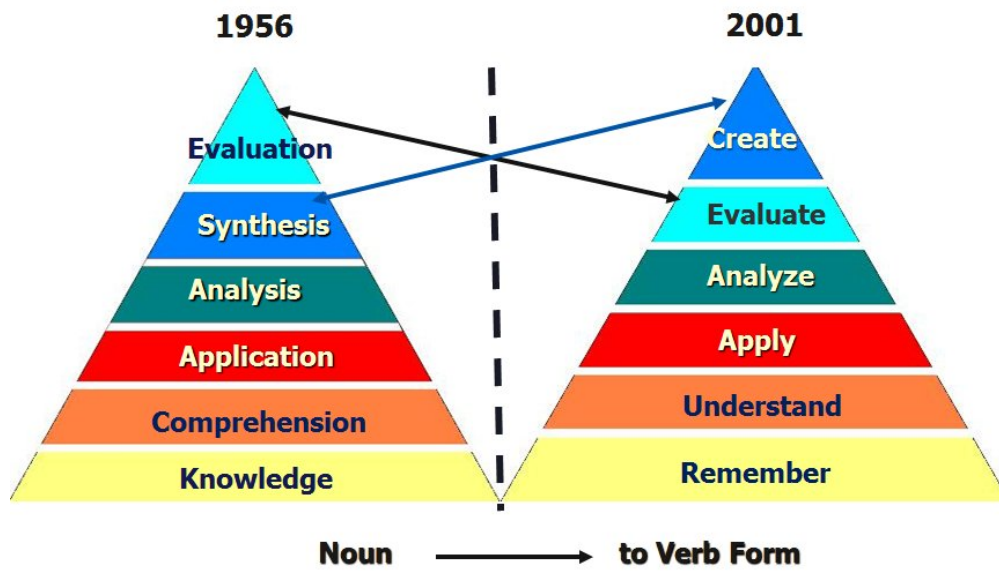 1956
2001
Evaluation
Synthesis
Analysis
Application
Comprehension
Knowledge
Create
Evaluate
Analyze
Apply
Understand
Remember
Noun to Verb Form